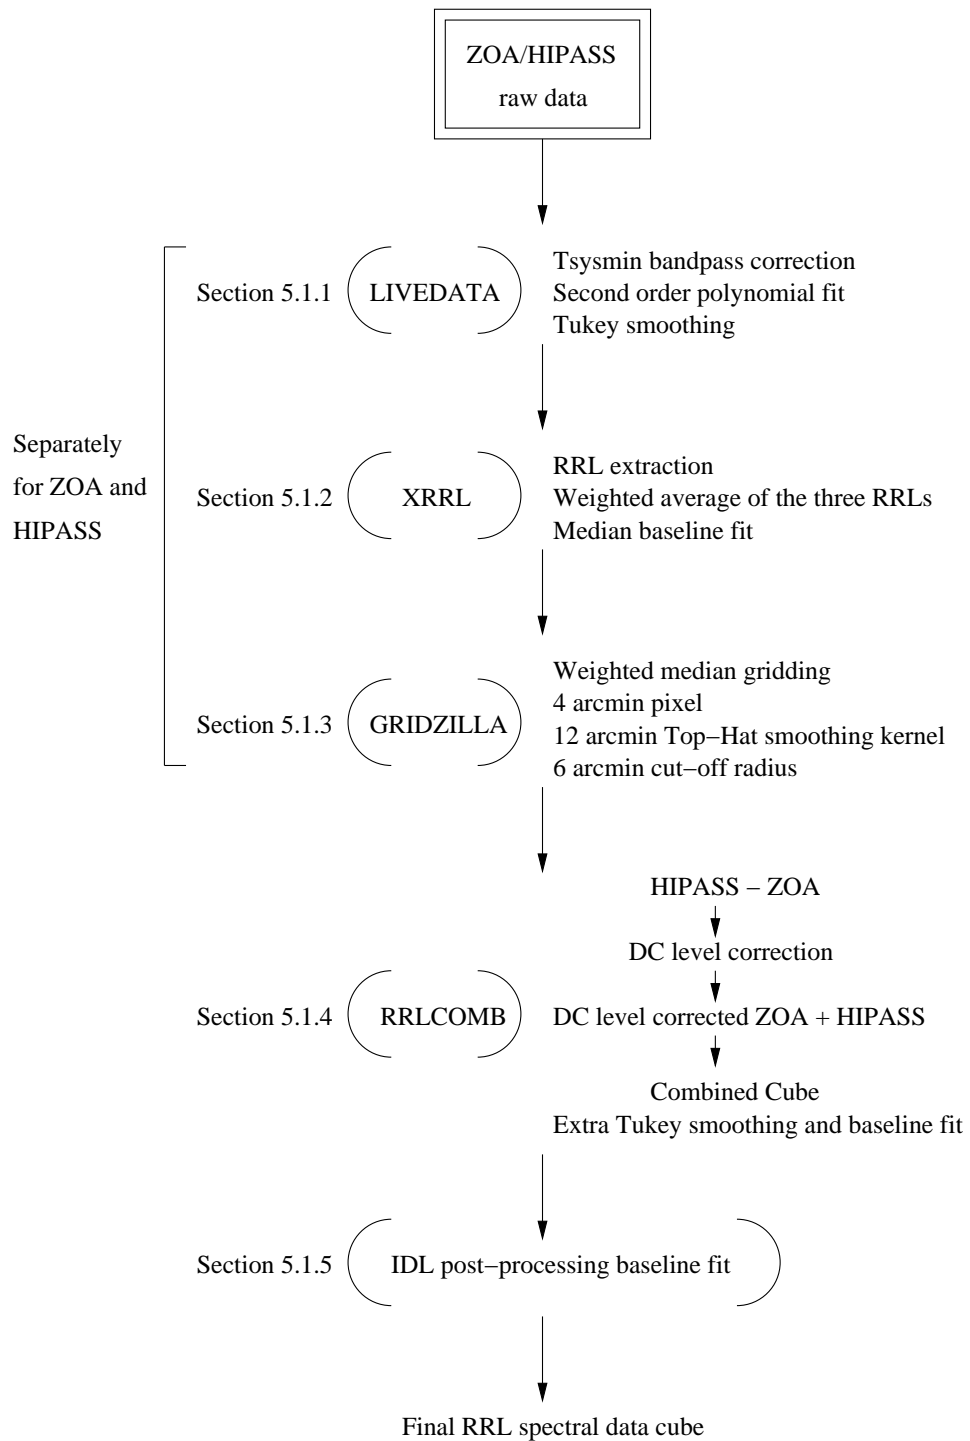 ZOA/HIPASS
raw data
Section 5.1.1
LIVEDATA
Tsysmin bandpass correction
Second order polynomial fit
Tukey smoothing
Separately
for ZOA and
HIPASS
Section 5.1.2
XRRL
RRL extraction
Weighted average of the three RRLs
Median baseline fit
Section 5.1.3
GRIDZILLA
Weighted median gridding
4 arcmin pixel
12 arcmin Top−Hat smoothing kernel
6 arcmin cut−off radius
HIPASS − ZOA
DC level correction
Section 5.1.4
RRLCOMB
DC level corrected ZOA + HIPASS
Combined Cube
Extra Tukey smoothing and baseline fit
Section 5.1.5
IDL post−processing baseline fit
Final RRL spectral data cube